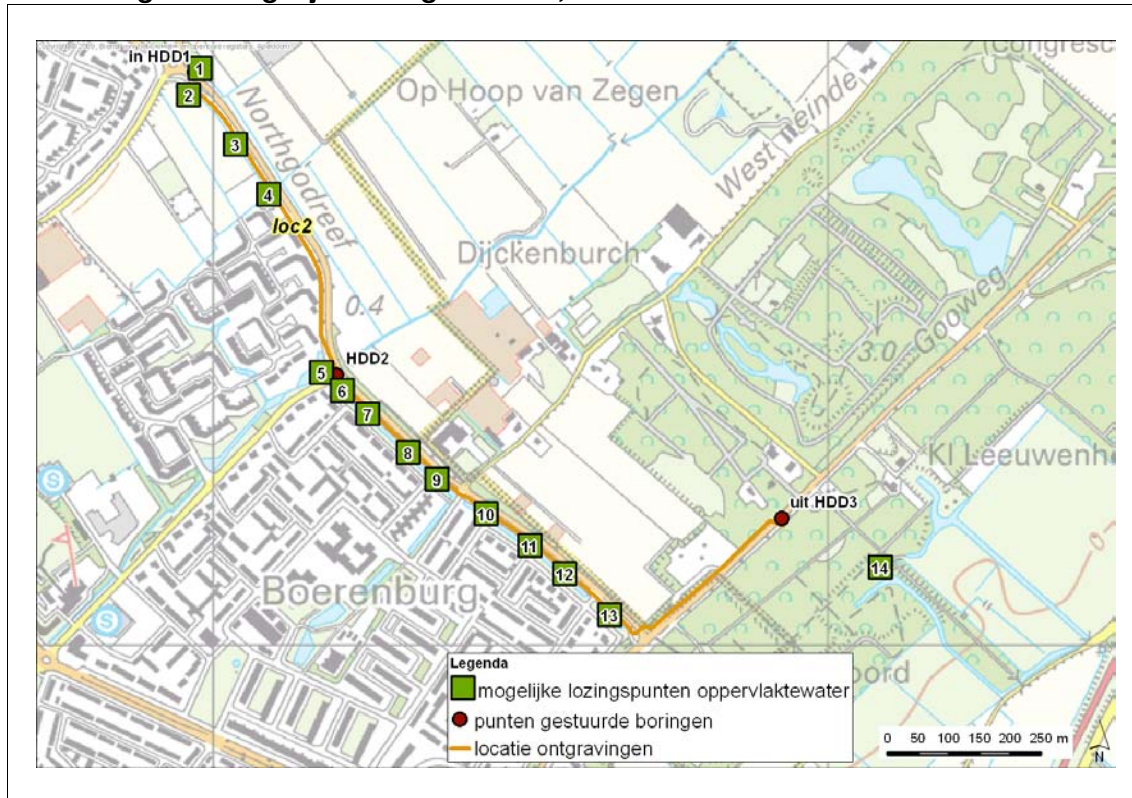 in HDD1
1
2
3
4
Northgodreef
Op Hoop van Zegen
loc2
Dijckenburch
0.4
HDD2
5
6
7
8
9
10
11
12
13
Boerenburg
S
S
3.0
Gooweg
Kl Leeuwenh
uit HDD3
14
oord
Legenda
mogelijke lozingspunten oppervlaktewater
punten gestuurde boringen
locatie ontgravingen
0 50 100 150 200 250 m
N